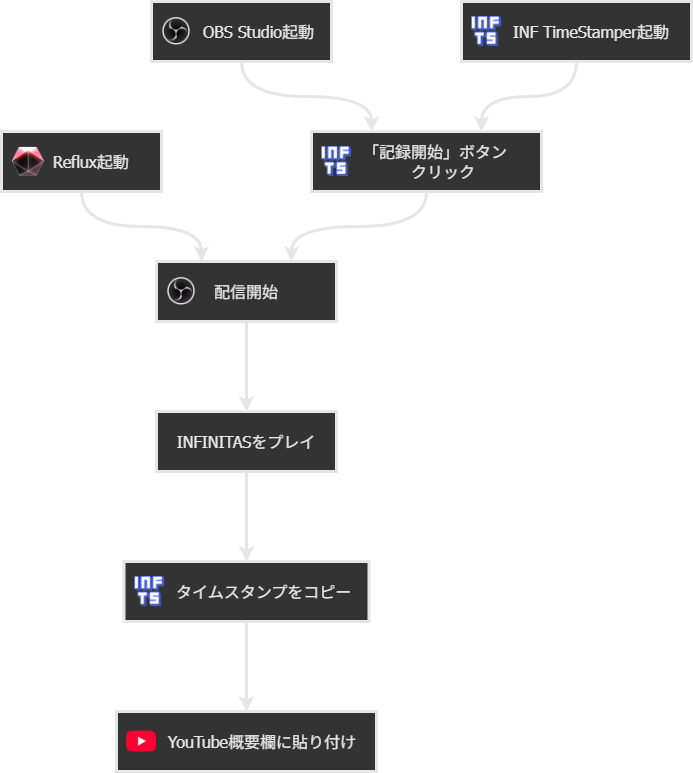 OBS Studio起動
INF TS INF TimeStamper起動
Reflux起動
INF TS 「記録開始」ボタン
クリック
配信開始
INFINITASをプレイ
INF TS タイムスタンプをコピー
YouTube概要欄に貼り付け